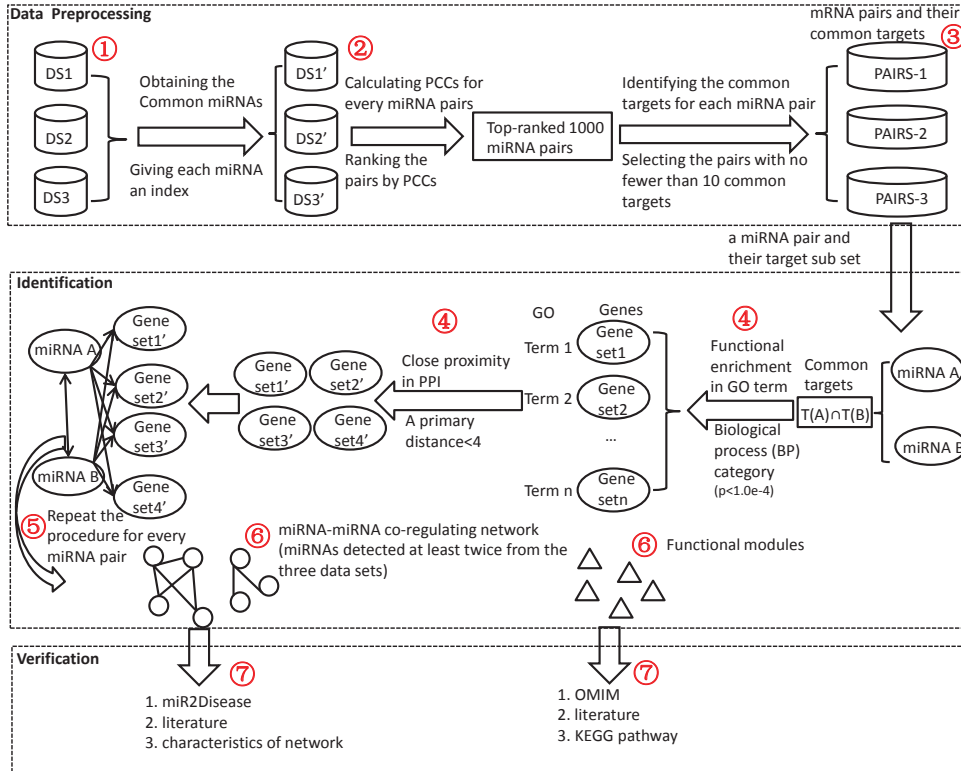 Data Preprocessing
①
DS1
DS2
DS3
Obtaining the
Common miRNAs
Giving each miRNA
an index
②
DS1'
DS2'
DS3'
Calculating PCCs for
every miRNA pairs
Ranking the
pairs by PCCs
Top-ranked 1000
miRNA pairs
Identifying the common
targets for each miRNA pair
Selecting the pairs with no
fewer than 10 common
targets
mRNA pairs and their
common targets
③
PAIRS-1
PAIRS-2
PAIRS-3
a miRNA pair and
their target sub set
Identification
miRNA A
miRNA B
Common
targets
T(A)∩T(B)
④
Functional
enrichment
in GO term
Biological
process (BP)
category
(p<1.0e-4)
GO
Genes
Term 1
Gene
set1
Term 2
Gene
set2
...
Term n
Gene
setn
④
Close proximity
in PPI
A primary
distance<4
Gene
set1'
Gene
set2'
Gene
set3'
Gene
set4'
miRNA A
miRNA B
Gene
set1'
Gene
set2'
Gene
set3'
Gene
set4'
⑤
Repeat the
procedure for every
miRNA pair
⑥
miRNA-miRNA co-regulating network
(miRNAs detected at least twice from the
three data sets)
⑥
Functional modules
Verification
⑦
1. miR2Disease
2. literature
3. characteristics of network
⑦
1. OMIM
2. literature
3. KEGG pathway